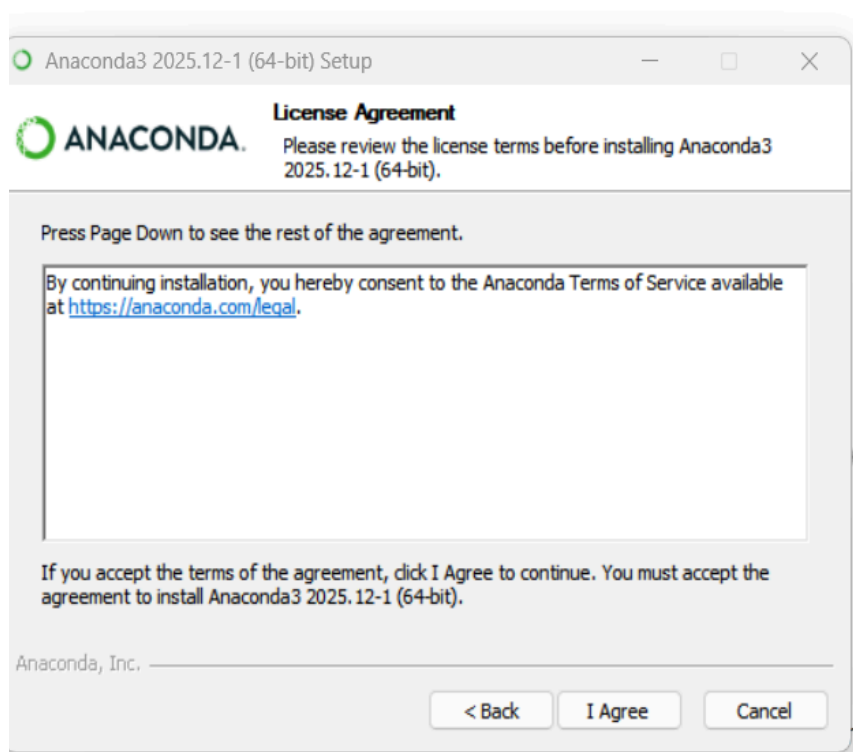 Anaconda3 2025.12-1 (64-bit) Setup
ANACONDA.
License Agreement
Please review the license terms before installing Anaconda3
2025.12-1 (64-bit).
Press Page Down to see the rest of the agreement.
By continuing installation, you hereby consent to the Anaconda Terms of Service available
at https://anaconda.com/legal.
If you accept the terms of the agreement, click I Agree to continue. You must accept the
agreement to install Anaconda3 2025.12-1 (64-bit).
Anaconda, Inc.
< Back
I Agree
Cancel